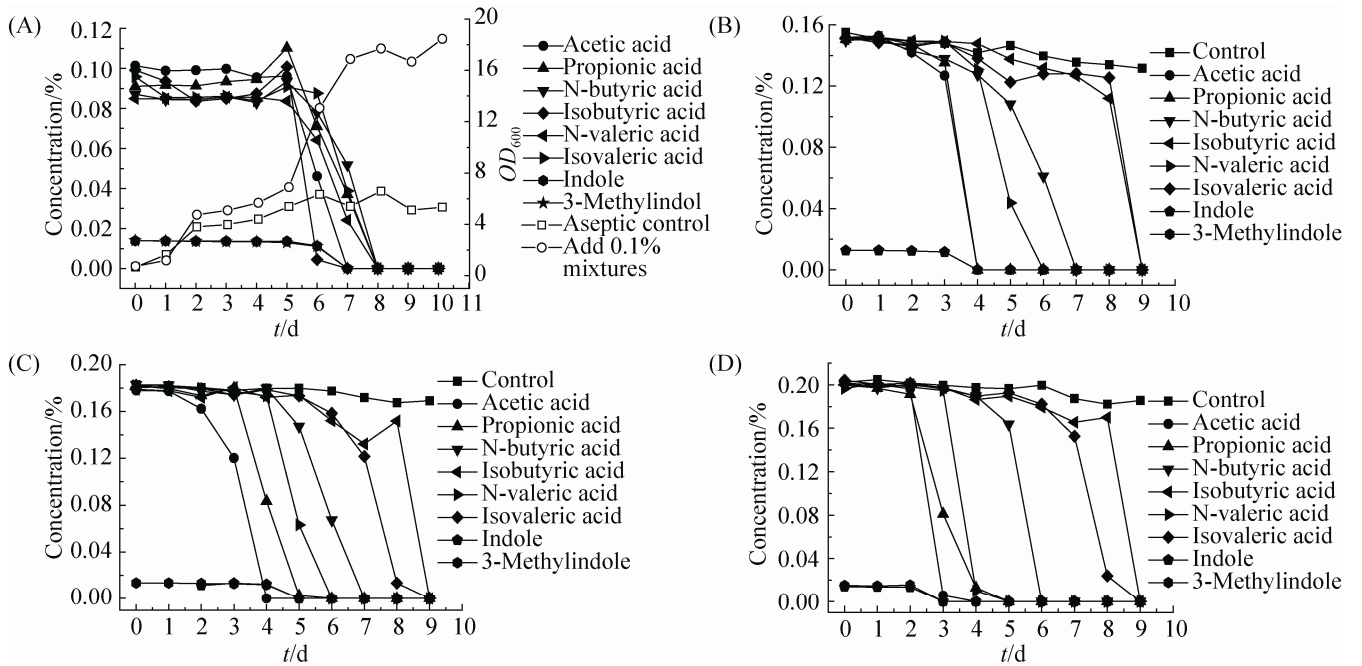 (A)
Concentration/%
0.12
0.10
0.08
0.06
0.04
0.02
0.00
0 1 2 3 4 5 6 7 8 9 10 11
t/d
20
16
12
8
4
0
OD600
Acetic acid
Propionic acid
N-butyric acid
Isobutyric acid
N-valeric acid
Isovaleric acid
Indole
3-Methylindol
Aseptic control
Add 0.1%
mixtures
(B)
Concentration/%
0.16
0.12
0.08
0.04
0.00
0 1 2 3 4 5 6 7 8 9 10
t/d
Control
Acetic acid
Propionic acid
N-butyric acid
Isobutyric acid
N-valeric acid
Isovaleric acid
Indole
3-Methylindole
(C)
Concentration/%
0.20
0.16
0.12
0.08
0.04
0.00
0 1 2 3 4 5 6 7 8 9 10
t/d
Control
Acetic acid
Propionic acid
N-butyric acid
Isobutyric acid
N-valeric acid
Isovaleric acid
Indole
3-Methylindole
(D)
Concentration/%
0.20
0.16
0.12
0.08
0.04
0.00
0 1 2 3 4 5 6 7 8 9 10
t/d
Control
Acetic acid
Propionic acid
N-butyric acid
Isobutyric acid
N-valeric acid
Isovaleric acid
Indole
3-Methylindole